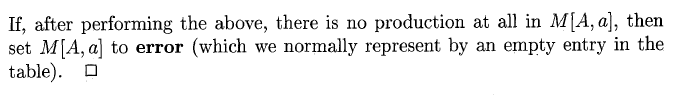 If, after performing the above, there is no production at all in M[A, a], then
set M[A, a] to error (which we normally represent by an empty entry in the
table). □